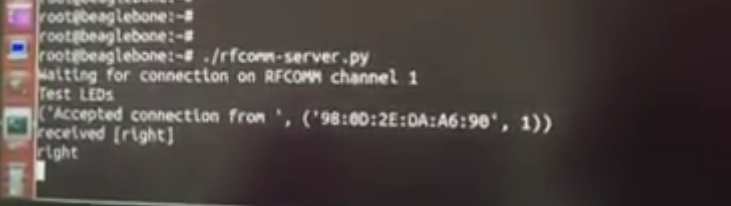 root@beaglebone:~#
root@beaglebone:~#
root@beaglebone:~# ./rfcomm-server.py
Waiting for connection on RFCOMM channel 1
Test LEDs
('Accepted connection from ', ('98:0D:2E:DA:A6:90', 1))
received [right]
right